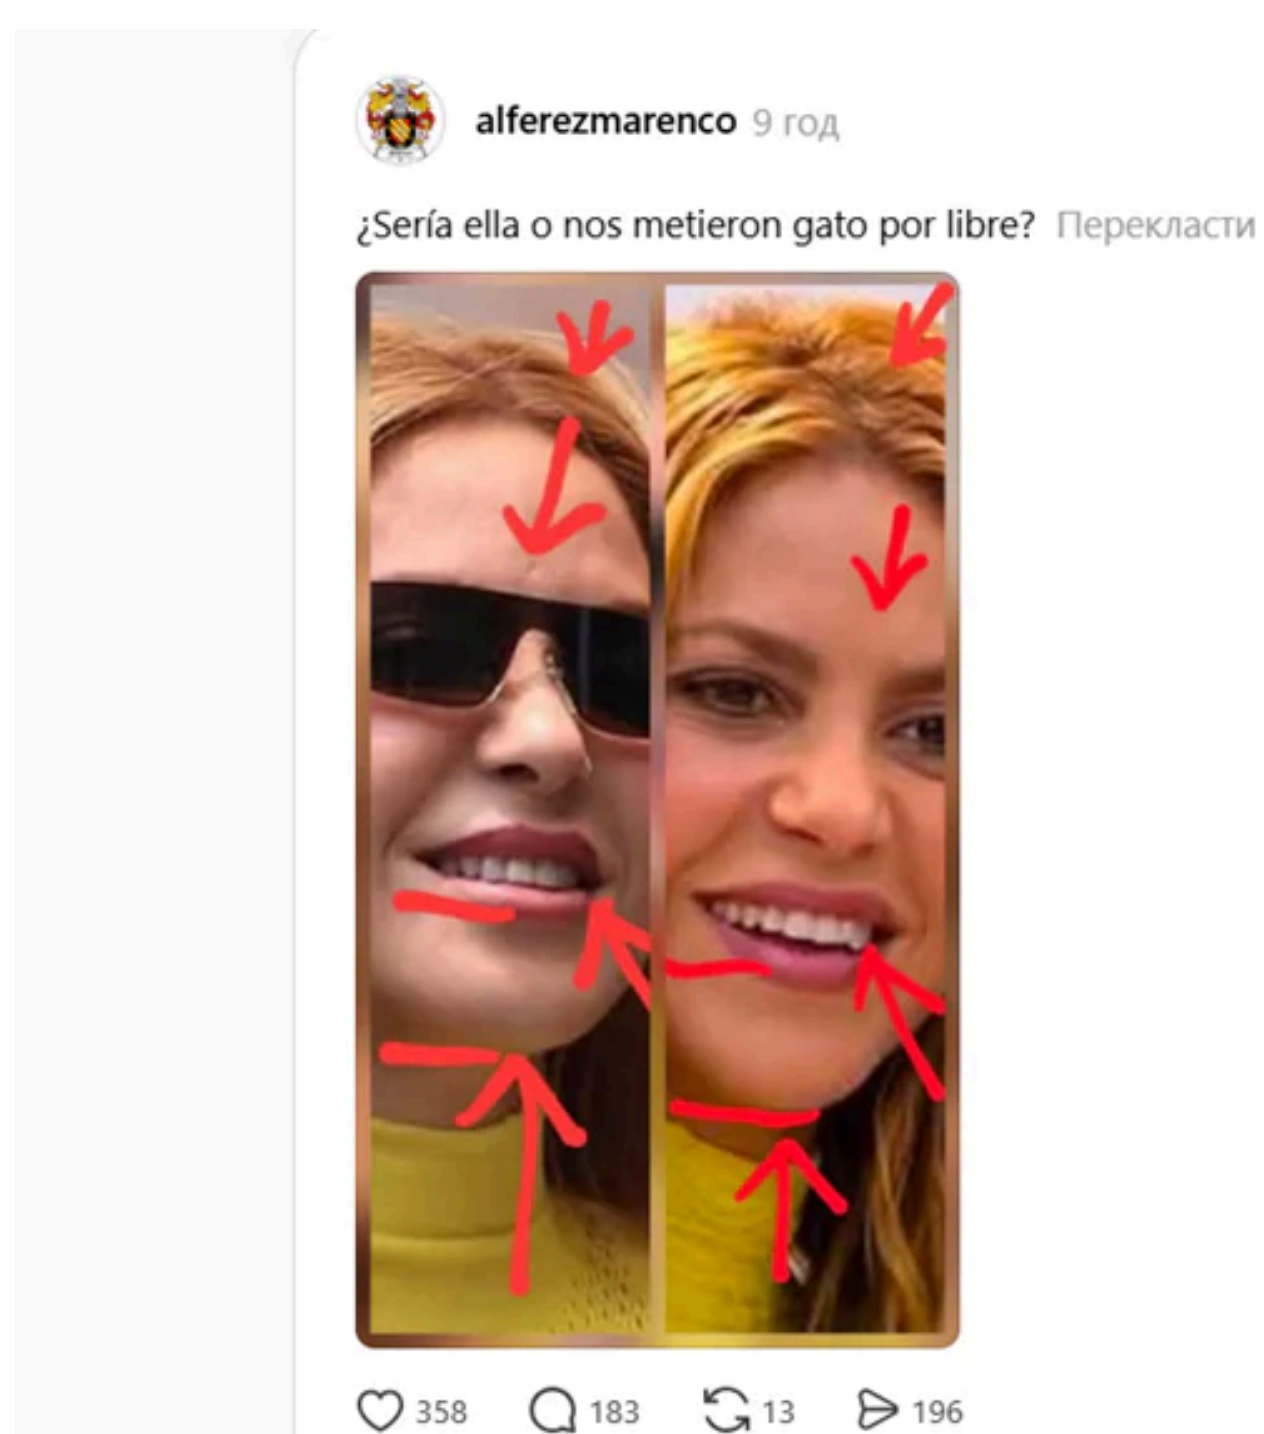 alferezmarenco 9 год
¿Sería ella o nos metieron gato por libre? Перекласти
358 183 13 196